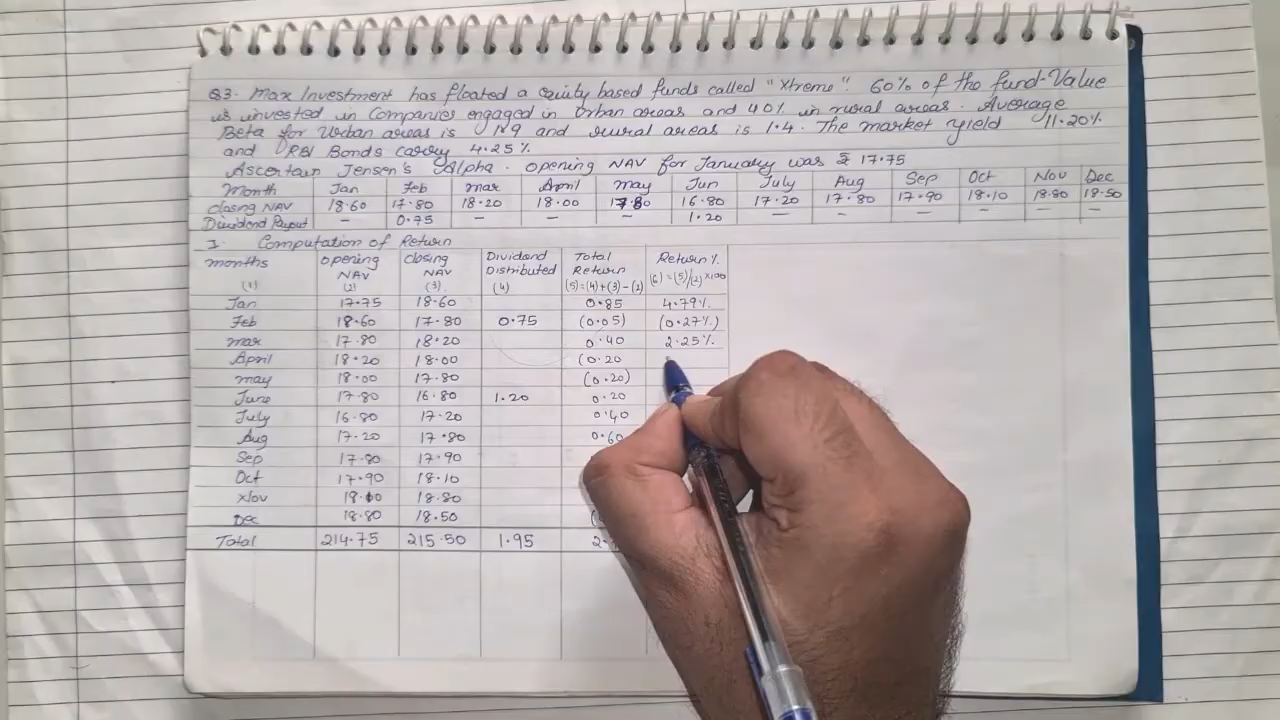 Q3. Max Investment has floated a equity based funds called "Xtreme". 60% of the fund-Value
is invested in Companies engaged in Urban areas and 40% in rural areas. Average
Beta for Urban areas is 1.9 and rural areas is 1.4. The market yield 11.20%
and RBI Bonds carry 4.25%
Ascertain Jensen's Alpha. opening NAV for January was ₹ 17.75
Month Jan Feb mar April may Jun July Aug Sep Oct Nov Dec
closing NAV 18.60 17.80 18.20 18.00 17.80 16.80 17.20 17.80 17.90 18.10 18.80 18.50
Dividend Payout – 0.75 – – – 1.20 – – – – – –
I. Computation of Return
months opening NAV closing NAV Dividend Distributed Total Return Return %
(1) (2) (3) (4) (5)=(4)+(3)-(2) (6)=(5)/(2)×100
Jan 17.75 18.60 0.85 4.79%
Feb 18.60 17.80 0.75 (0.05) (0.27%)
mar 17.80 18.20 0.40 2.25%
April 18.20 18.00 (0.20
may 18.00 17.80 (0.20)
June 17.80 16.80 1.20 0.20
July 16.80 17.20 0.40
Aug 17.20 17.80 0.60
Sep 17.80 17.90
Oct 17.90 18.10
Nov 18.10 18.80
Dec 18.80 18.50
Total 214.75 215.50 1.95